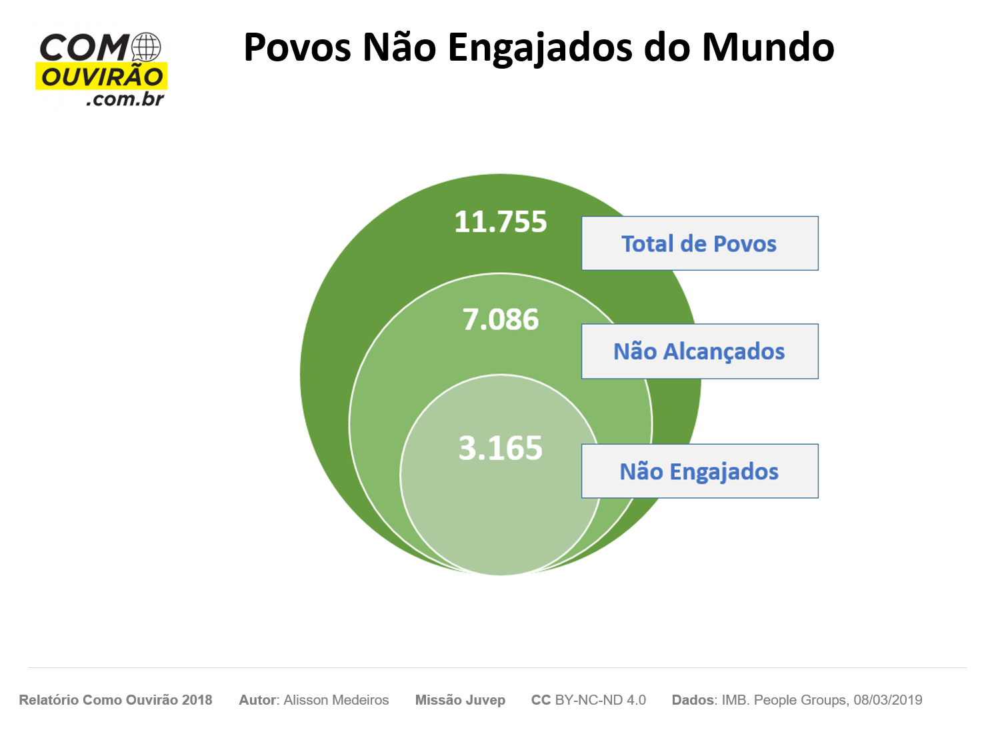 COMO
OUVIRÃO
.com.br
Povos Não Engajados do Mundo
11.755
Total de Povos
7.086
Não Alcançados
3.165
Não Engajados
Relatório Como Ouvirão 2018 Autor: Alisson Medeiros Missão Juvep CC BY-NC-ND 4.0 Dados: IMB. People Groups, 08/03/2019